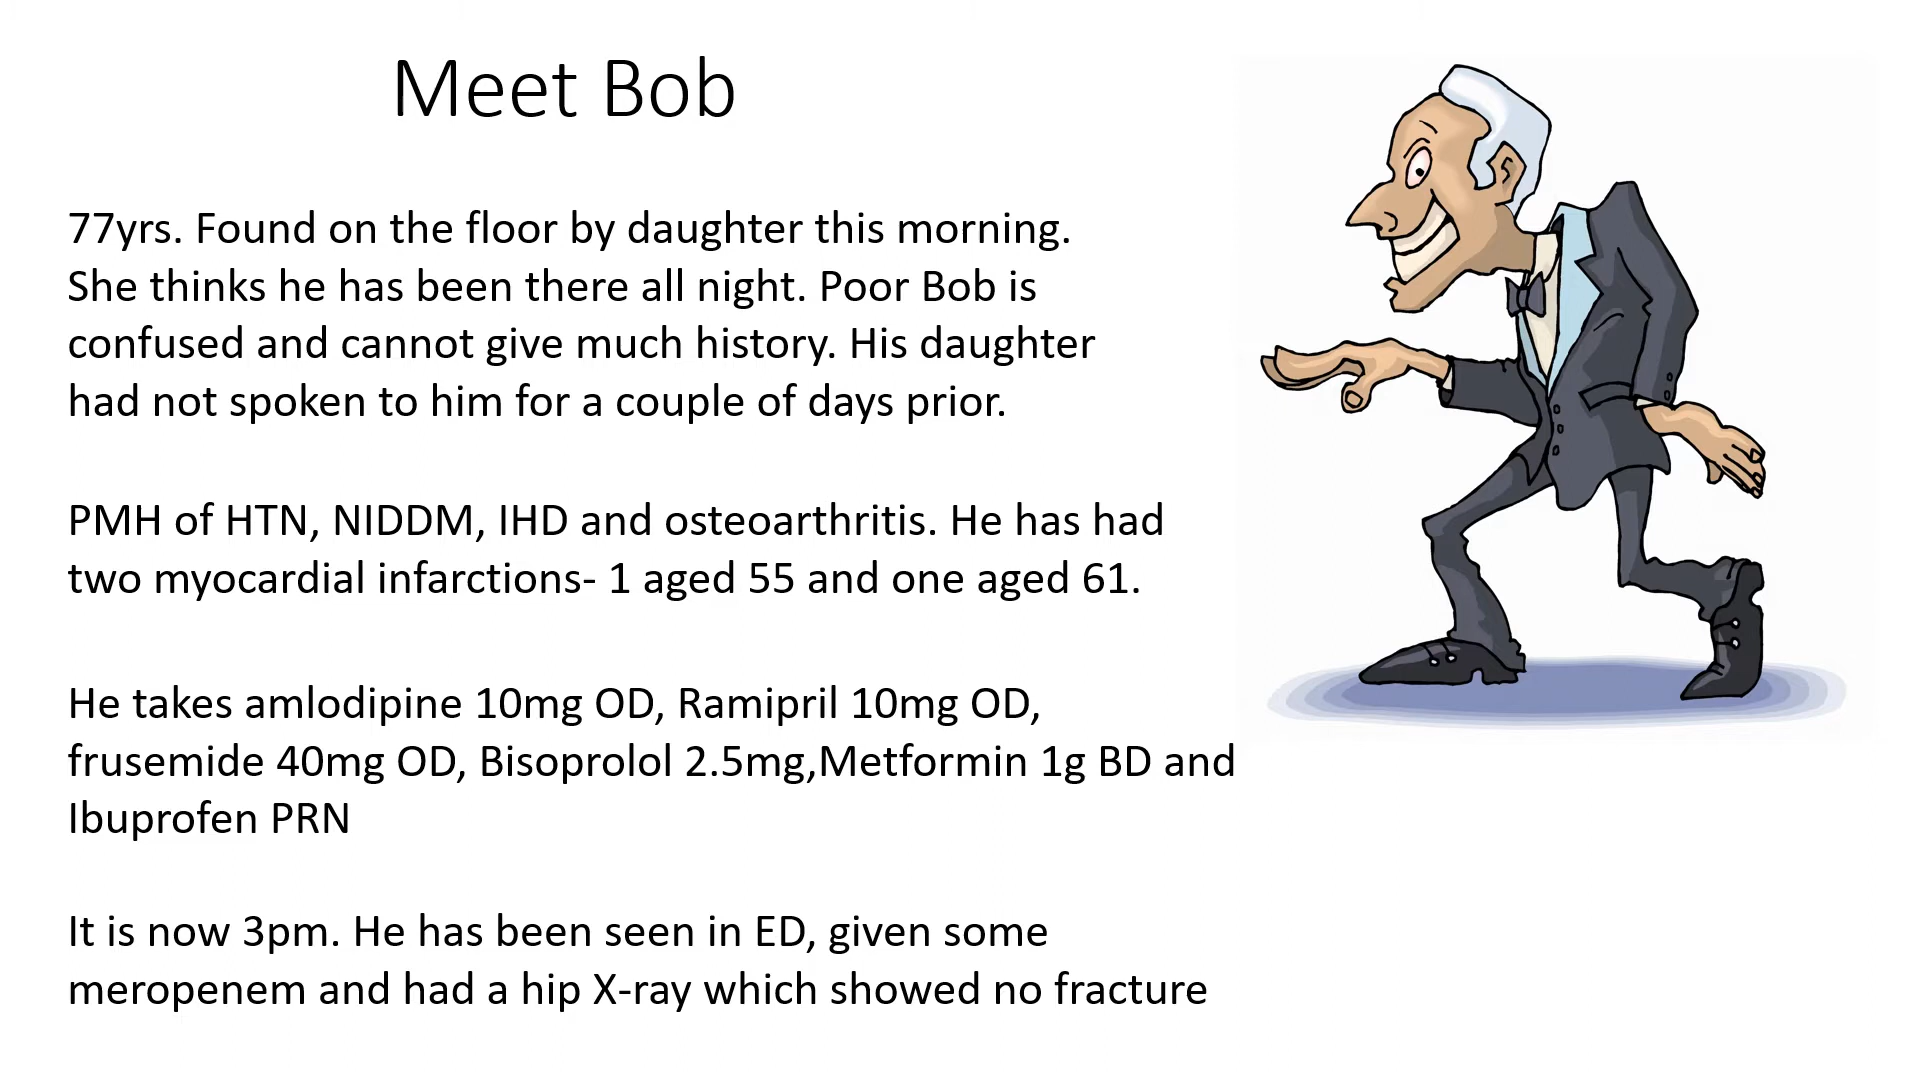 Meet Bob
77yrs. Found on the floor by daughter this morning.
She thinks he has been there all night. Poor Bob is
confused and cannot give much history. His daughter
had not spoken to him for a couple of days prior.
PMH of HTN, NIDDM, IHD and osteoarthritis. He has had
two myocardial infarctions- 1 aged 55 and one aged 61.
He takes amlodipine 10mg OD, Ramipril 10mg OD,
frusemide 40mg OD, Bisoprolol 2.5mg,Metformin 1g BD and
Ibuprofen PRN
It is now 3pm. He has been seen in ED, given some
meropenem and had a hip X-ray which showed no fracture